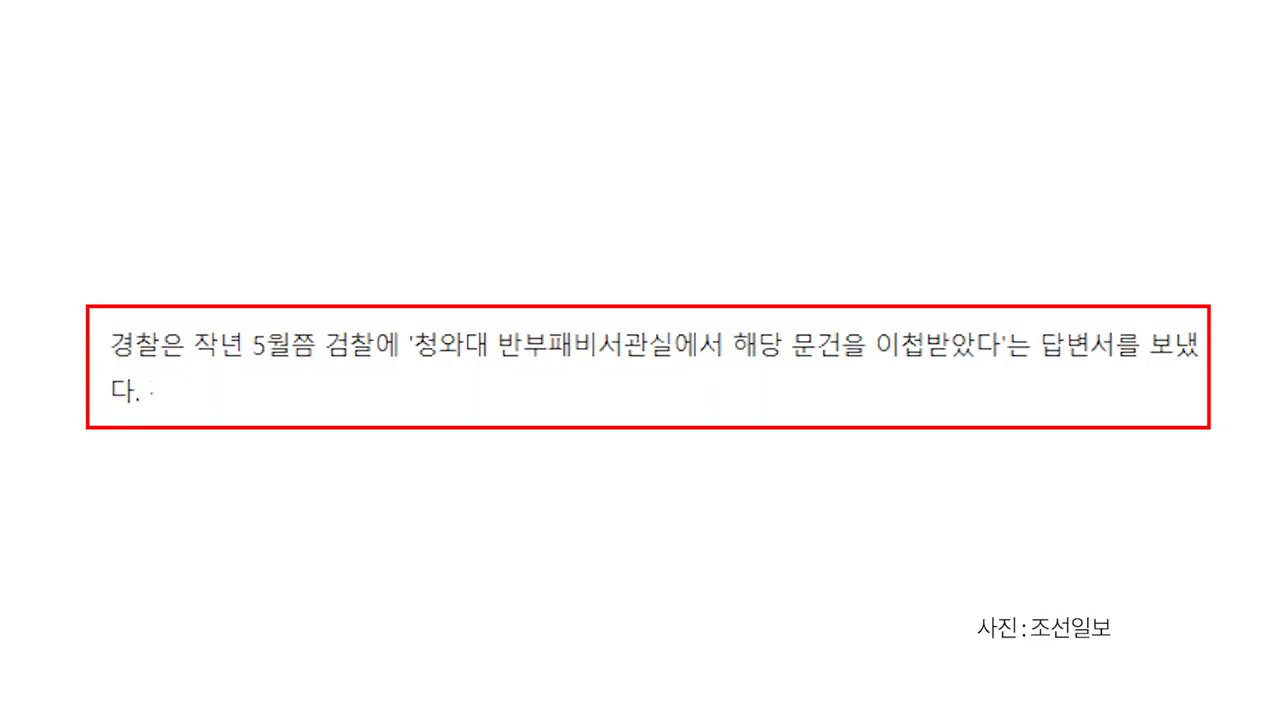 경찰은 작년 5월쯤 검찰에 '청와대 반부패비서관실에서 해당 문건을 이첩받았다'는 답변서를 보냈
다.
사진 : 조선일보